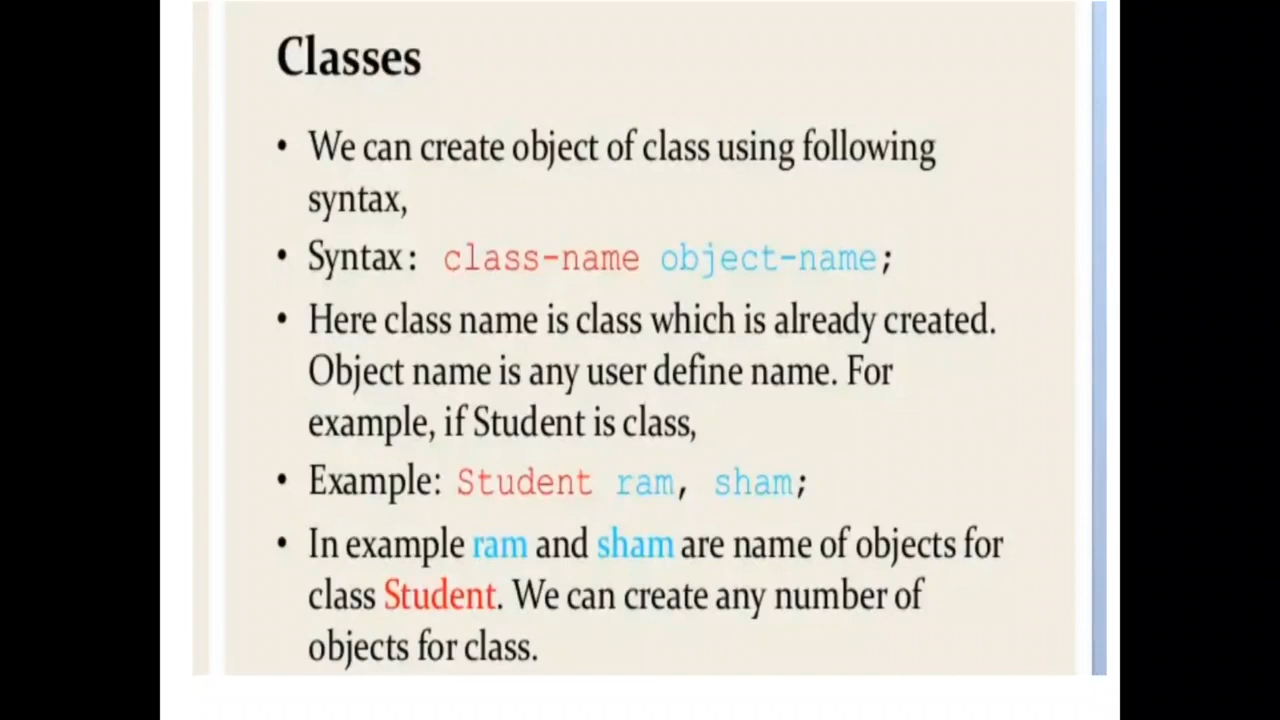 Classes
• We can create object of class using following
syntax,
• Syntax: class-name object-name;
• Here class name is class which is already created.
Object name is any user define name. For
example, if Student is class,
• Example: Student ram, sham;
• In example ram and sham are name of objects for
class Student. We can create any number of
objects for class.